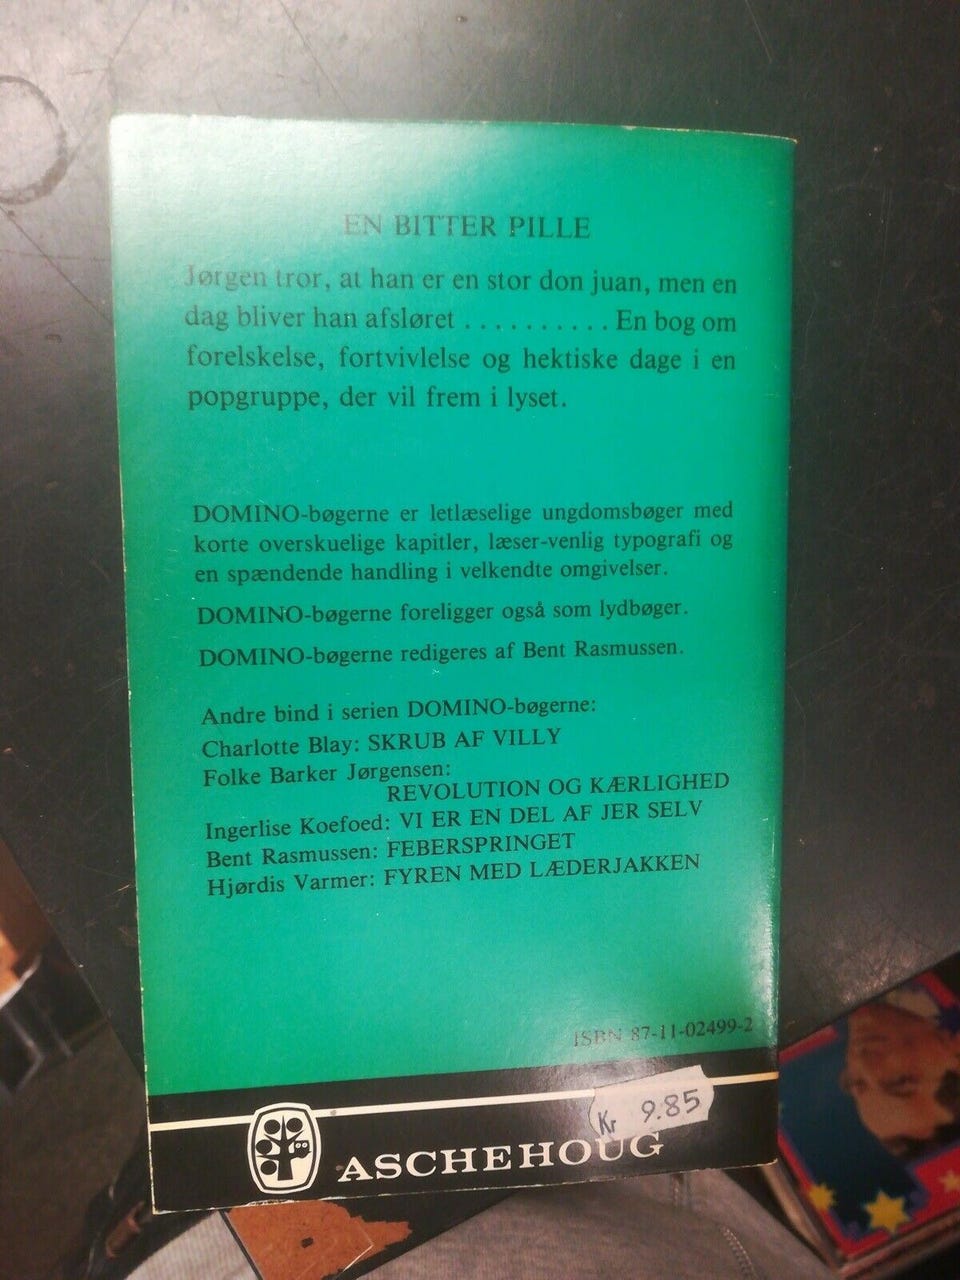 EN BITTER PILLE
Jørgen tror, at han er en stor don juan, men en
dag bliver han afsløret .......... En bog om
forelskelse, fortvivlelse og hektiske dage i en
popgruppe, der vil frem i lyset.
DOMINO-bøgerne er letlæselige ungdomsbøger med
korte overskuelige kapitler, læser-venlig typografi og
en spændende handling i velkendte omgivelser.
DOMINO-bøgerne foreligger også som lydbøger.
DOMINO-bøgerne redigeres af Bent Rasmussen.
Andre bind i serien DOMINO-bøgerne:
Charlotte Blay: SKRUB AF VILLY
Folke Barker Jørgensen:
REVOLUTION OG KÆRLIGHED
Ingerlise Koefoed: VI ER EN DEL AF JER SELV
Bent Rasmussen: FEBERSPRINGET
Hjørdis Varmer: FYREN MED LÆDERJAKKEN
ISBN 87-11-02499-2
Kr 9.85
ASCHEHOUG